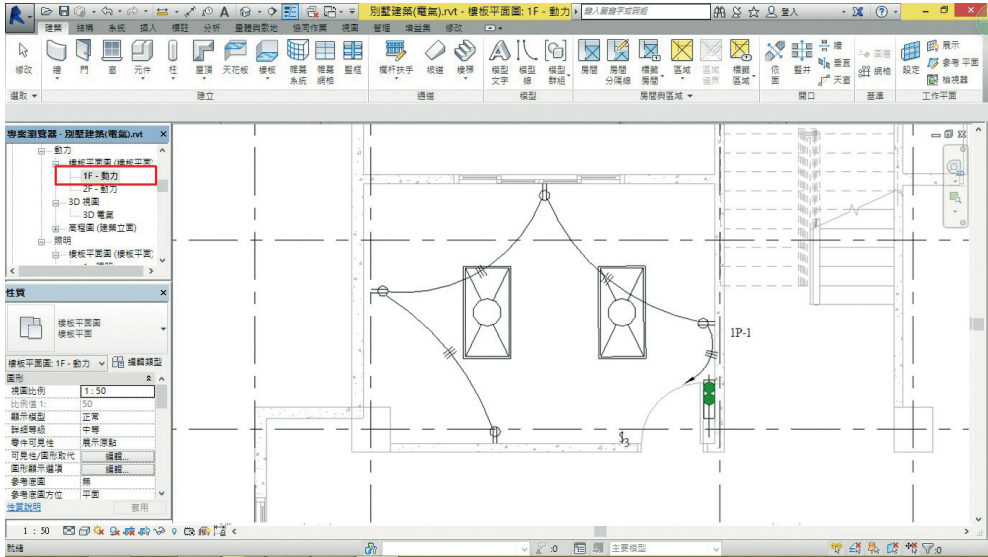 別墅建築(電氣).rvt - 樓板平面圖: 1F - 動力
鍵入關鍵字或詞組
登入
建築 結構 系統 插入 標註 分析 量體與敷地 協同作業 視圖 管理 增益集 修改
修改 牆 門 窗 元件 柱 屋頂 天花板 樓板 帷幕系統 帷幕網格 豎框 欄杆扶手 坡道 樓梯 模型文字 模型線 模型群組 房間 房間分隔線 標籤房間 區域 區域邊界 標籤區域 依面 豎井 牆 垂直 天窗 樓層 網格 設定 展示 參考 平面 檢視器
選取 建立 通道 模型 房間與區域 開口 基準 工作平面
專案瀏覽器 - 別墅建築(電氣).rvt
動力
樓板平面圖 (樓板平面)
1F - 動力
2F - 動力
3D 視圖
3D 電氣
高程圖 (建築立面)
照明
樓板平面圖 (樓板平面)
性質
樓板平面圖
樓板平面
樓板平面圖: 1F - 動力 編輯類型
圖形
視圖比例 1 : 50
比例值 1: 50
顯示模型 正常
詳細等級 中等
零件可見性 展示原點
可見性/圖形取代 編輯...
圖形顯示選項 編輯...
參考底圖 無
參考底圖方位 平面
性質說明 套用
1P-1
S3
1 : 50
就緒 :0 主要模型 :0